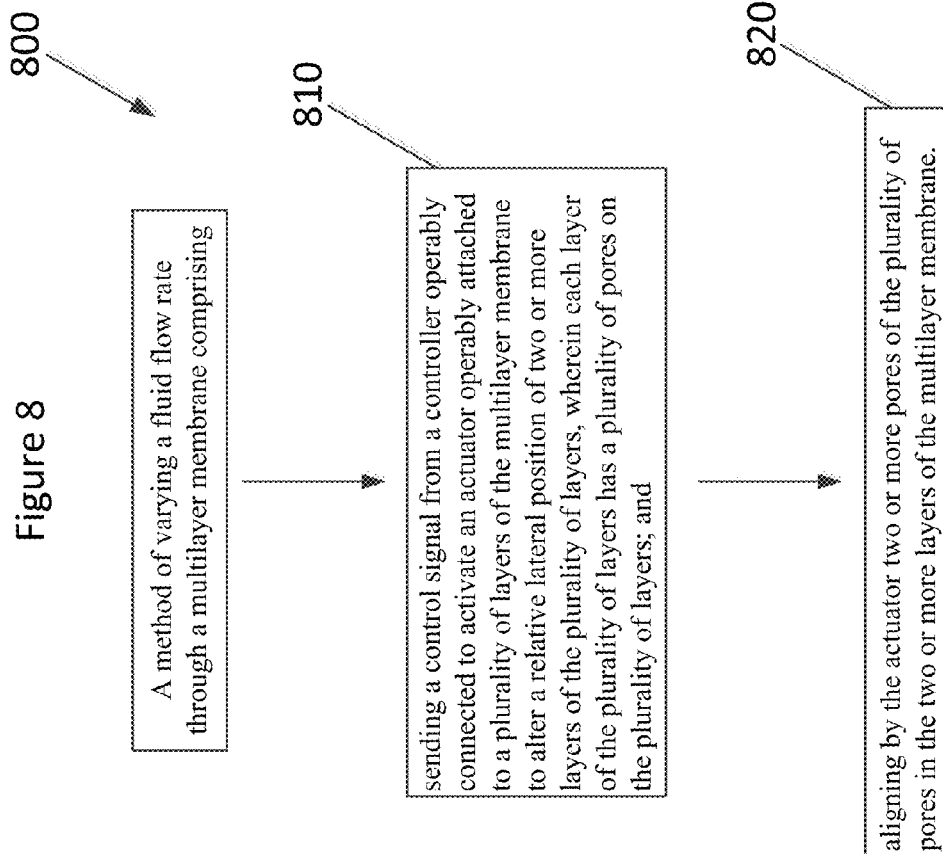 Figure 8
800
A method of varying a fluid flow rate
through a multilayer membrane comprising
810
sending a control signal from a controller operably
connected to activate an actuator operably attached
to a plurality of layers of the multilayer membrane
to alter a relative lateral position of two or more
layers of the plurality of layers, wherein each layer
of the plurality of layers has a plurality of pores on
the plurality of layers; and
820
aligning by the actuator two or more pores of the plurality of
pores in the two or more layers of the multilayer membrane.